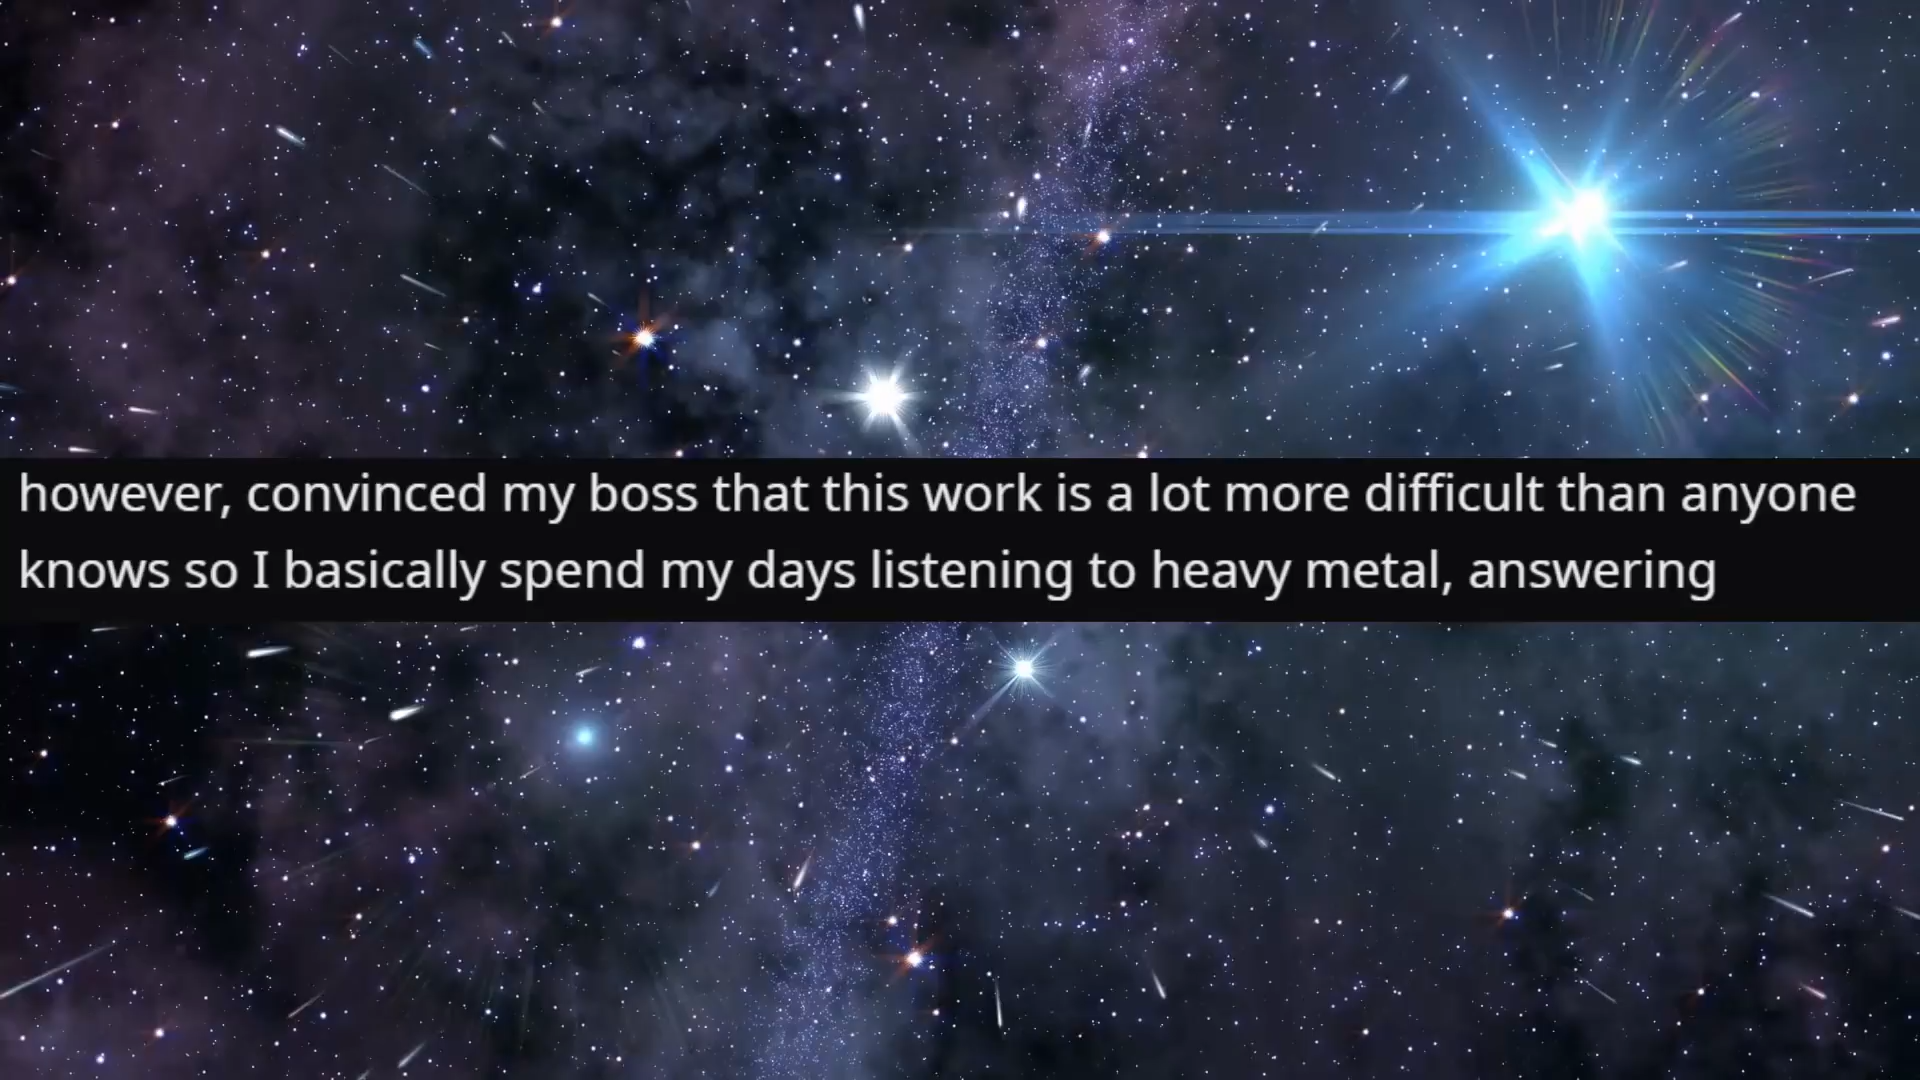 however, convinced my boss that this work is a lot more difficult than anyone
knows so I basically spend my days listening to heavy metal, answering